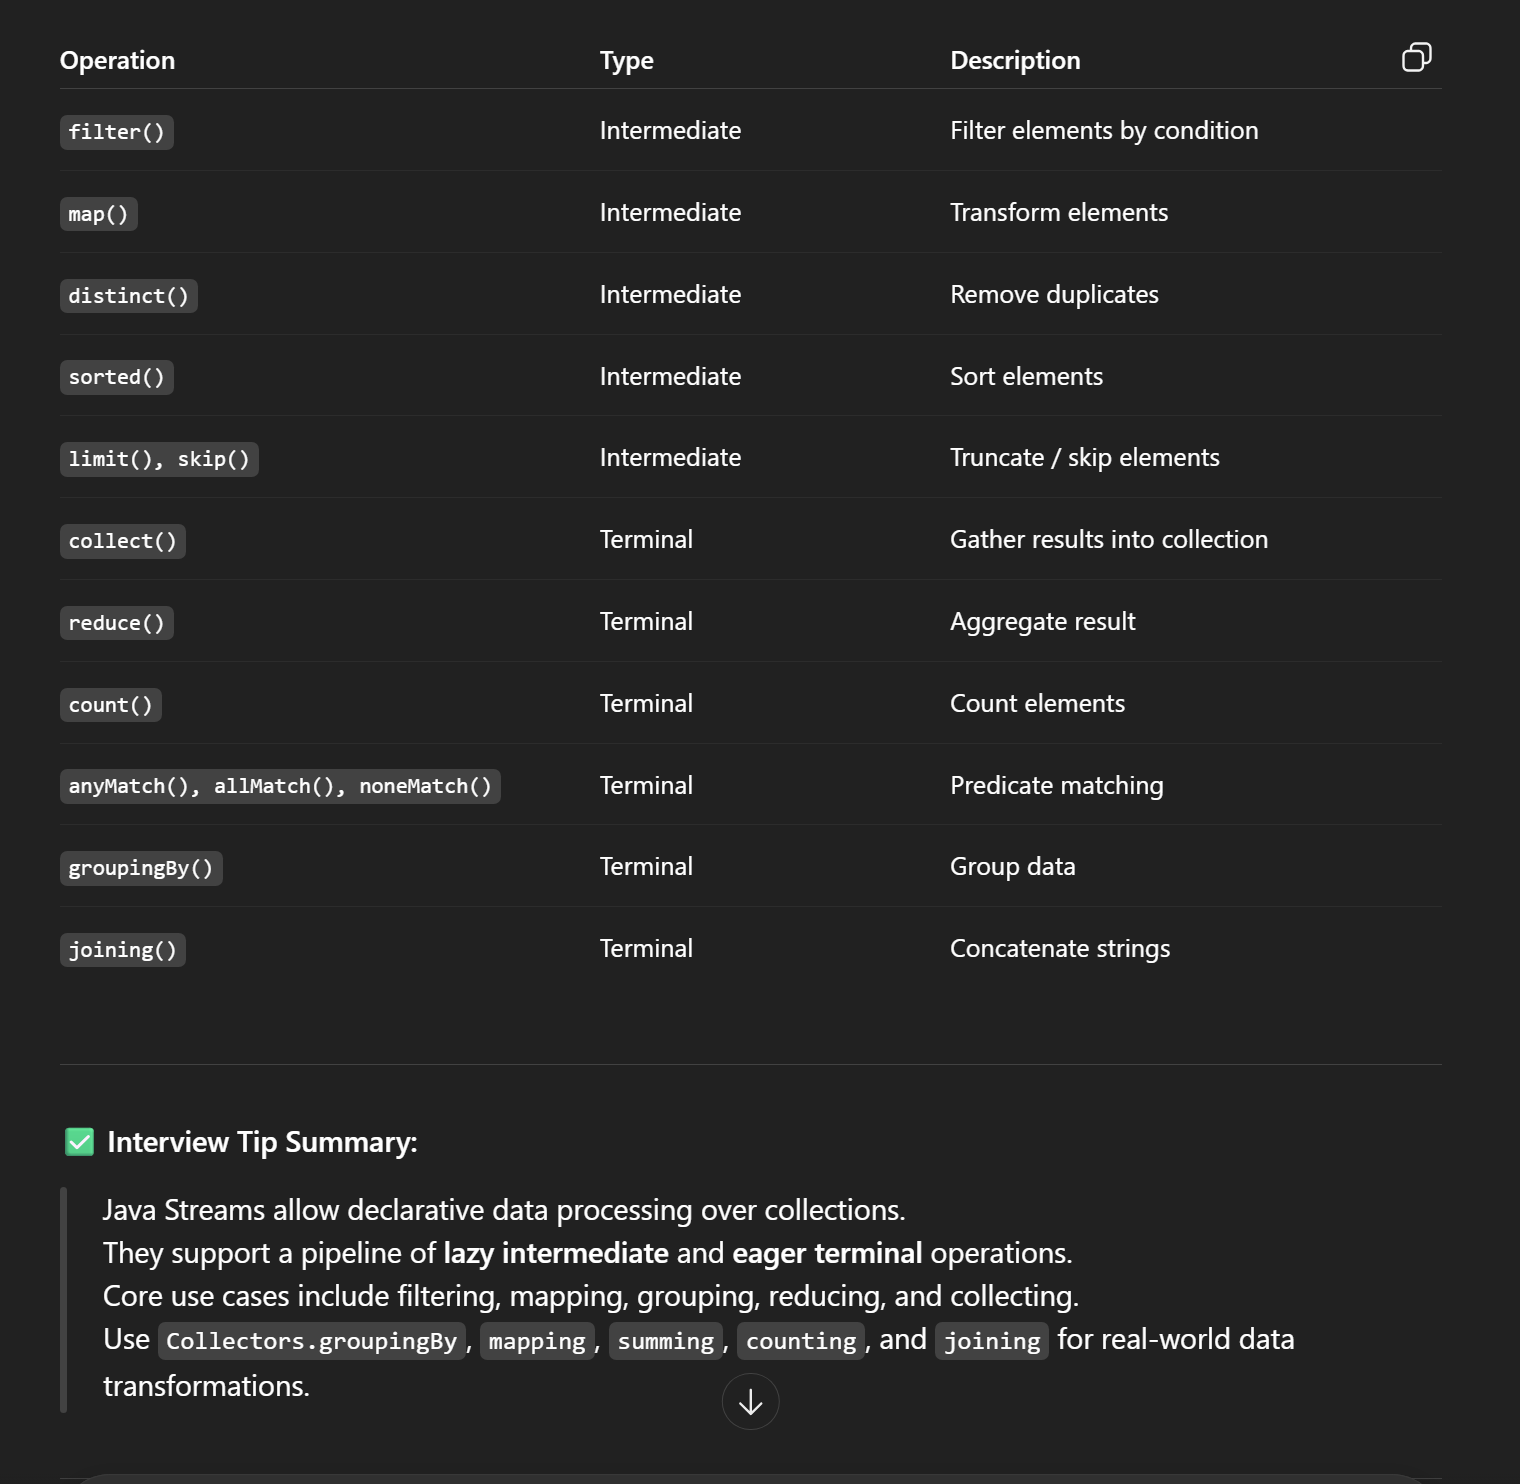 Operation Type Description
filter() Intermediate Filter elements by condition
map() Intermediate Transform elements
distinct() Intermediate Remove duplicates
sorted() Intermediate Sort elements
limit(), skip() Intermediate Truncate / skip elements
collect() Terminal Gather results into collection
reduce() Terminal Aggregate result
count() Terminal Count elements
anyMatch(), allMatch(), noneMatch() Terminal Predicate matching
groupingBy() Terminal Group data
joining() Terminal Concatenate strings
✅ Interview Tip Summary:
Java Streams allow declarative data processing over collections.
They support a pipeline of lazy intermediate and eager terminal operations.
Core use cases include filtering, mapping, grouping, reducing, and collecting.
Use Collectors.groupingBy, mapping, summing, counting, and joining for real-world data
transformations.